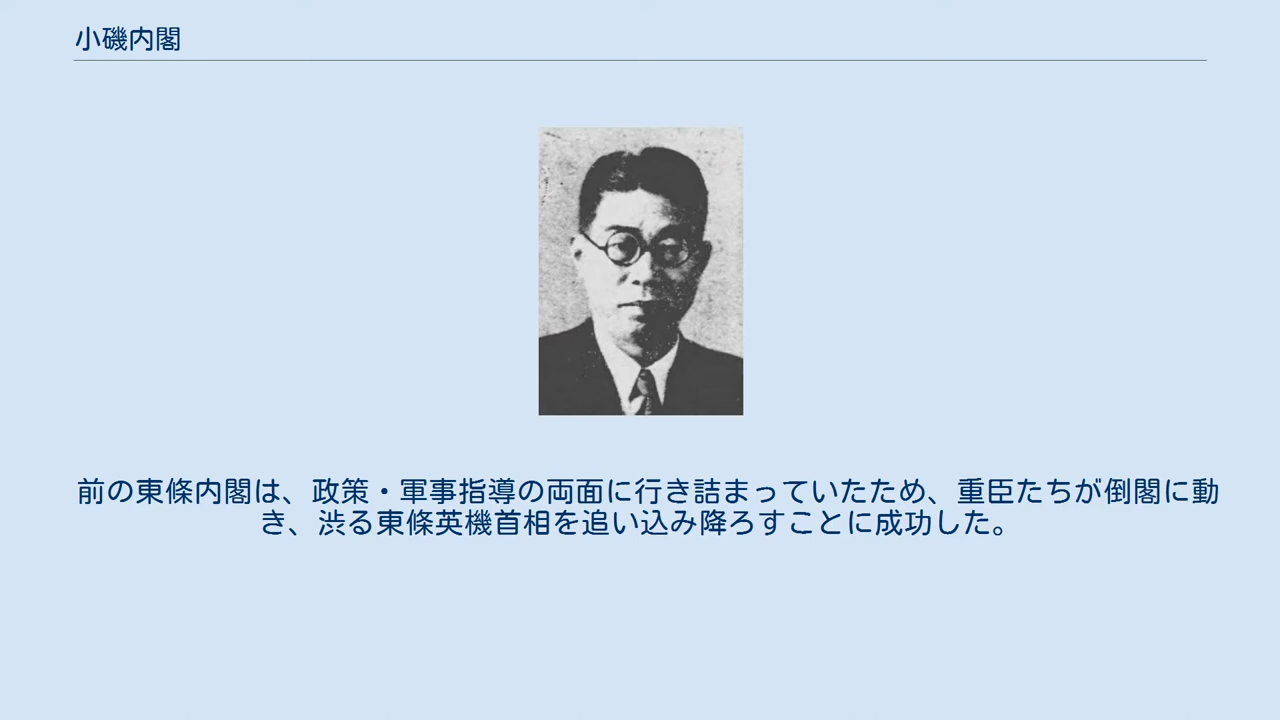 小磯内閣
前の東條内閣は、政策・軍事指導の両面に行き詰まっていたため、重臣たちが倒閣に動
き、渋る東條英機首相を追い込み降ろすことに成功した。